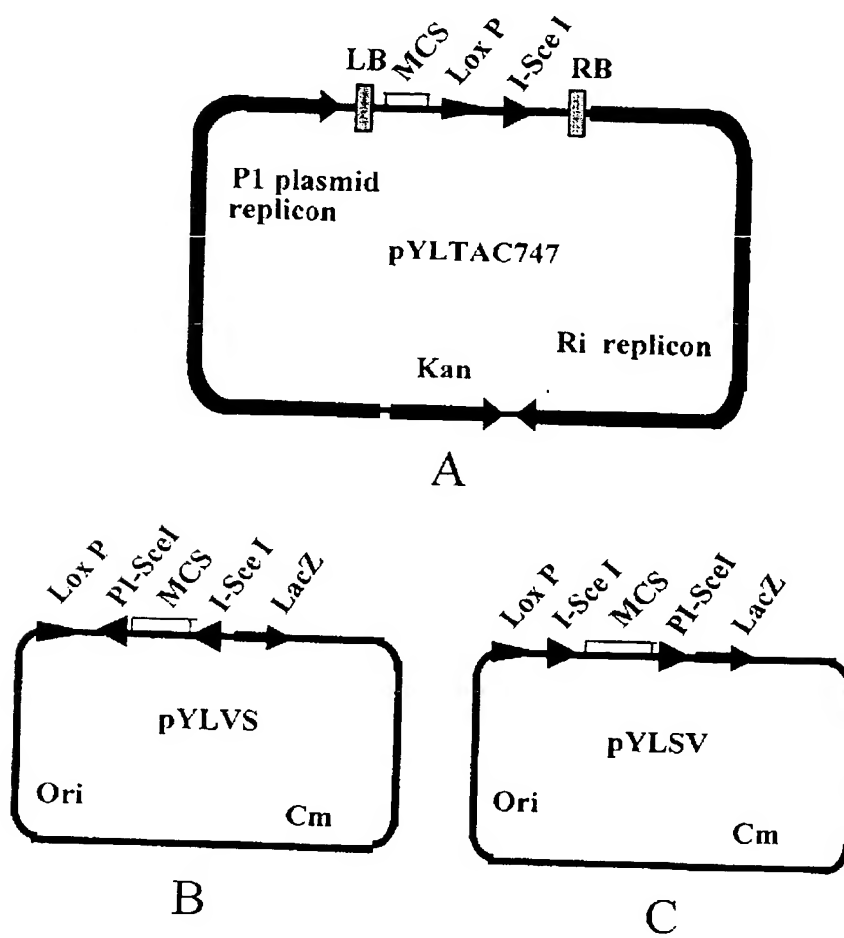 LB MCS Lox P I-Sce I RB
P1 plasmid
replicon
pYLTAC747
Ri replicon
Kan
A
Lox P PI-SceI MCS I-Sce I LacZ
pYLVS
Ori
Cm
B
Lox P I-Sce I MCS PI-SceI LacZ
pYLSV
Ori
Cm
C